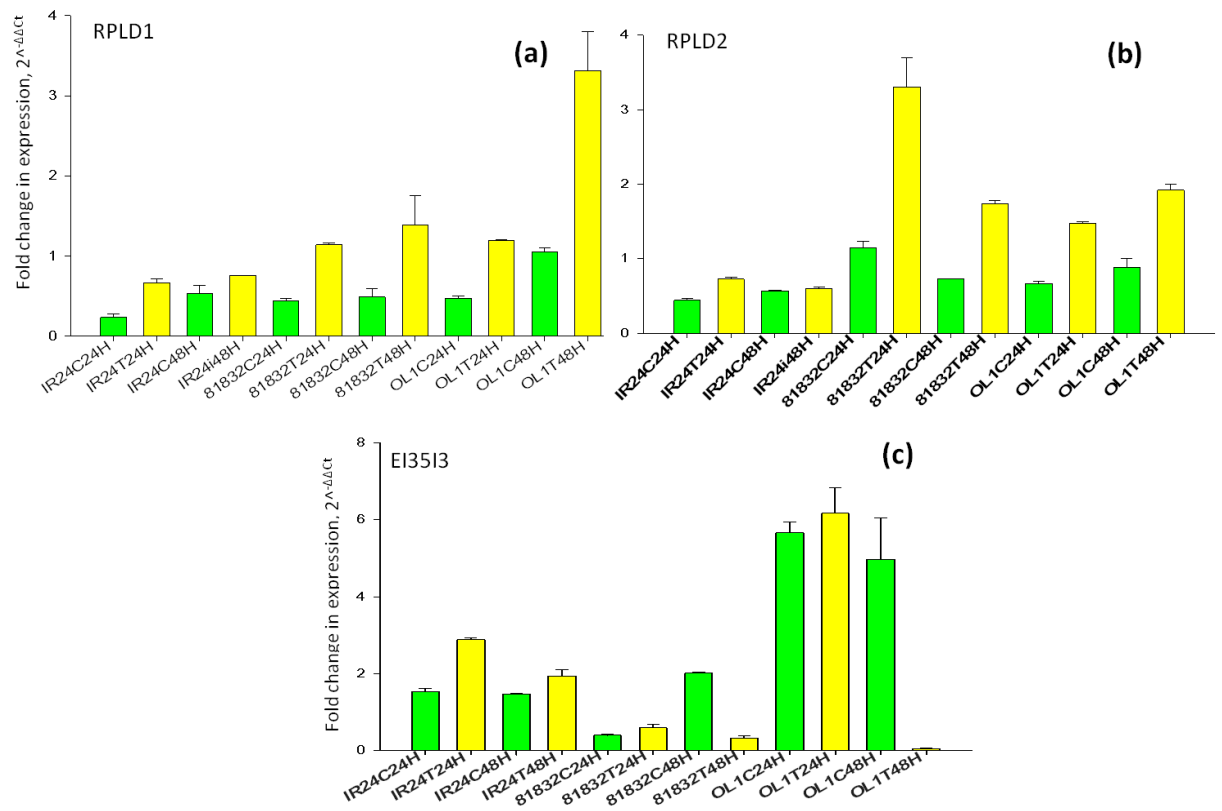 RPLD1
(a)
Fold change in expression, 2^-ΔΔCt
4
3
2
1
0
IR24C24H
IR24T24H
IR24C48H
IR24i48H
81832C24H
81832T24H
81832C48H
81832T48H
OL1C24H
OL1T24H
OL1C48H
OL1T48H
RPLD2
(b)
4
3
2
1
0
IR24C24H
IR24T24H
IR24C48H
IR24i48H
81832C24H
81832T24H
81832C48H
81832T48H
OL1C24H
OL1T24H
OL1C48H
OL1T48H
EI35I3
(c)
Fold change in expression, 2^-ΔΔCt
8
6
4
2
0
IR24C24H
IR24T24H
IR24C48H
IR24T48H
81832C24H
81832T24H
81832C48H
81832T48H
OL1C24H
OL1T24H
OL1C48H
OL1T48H